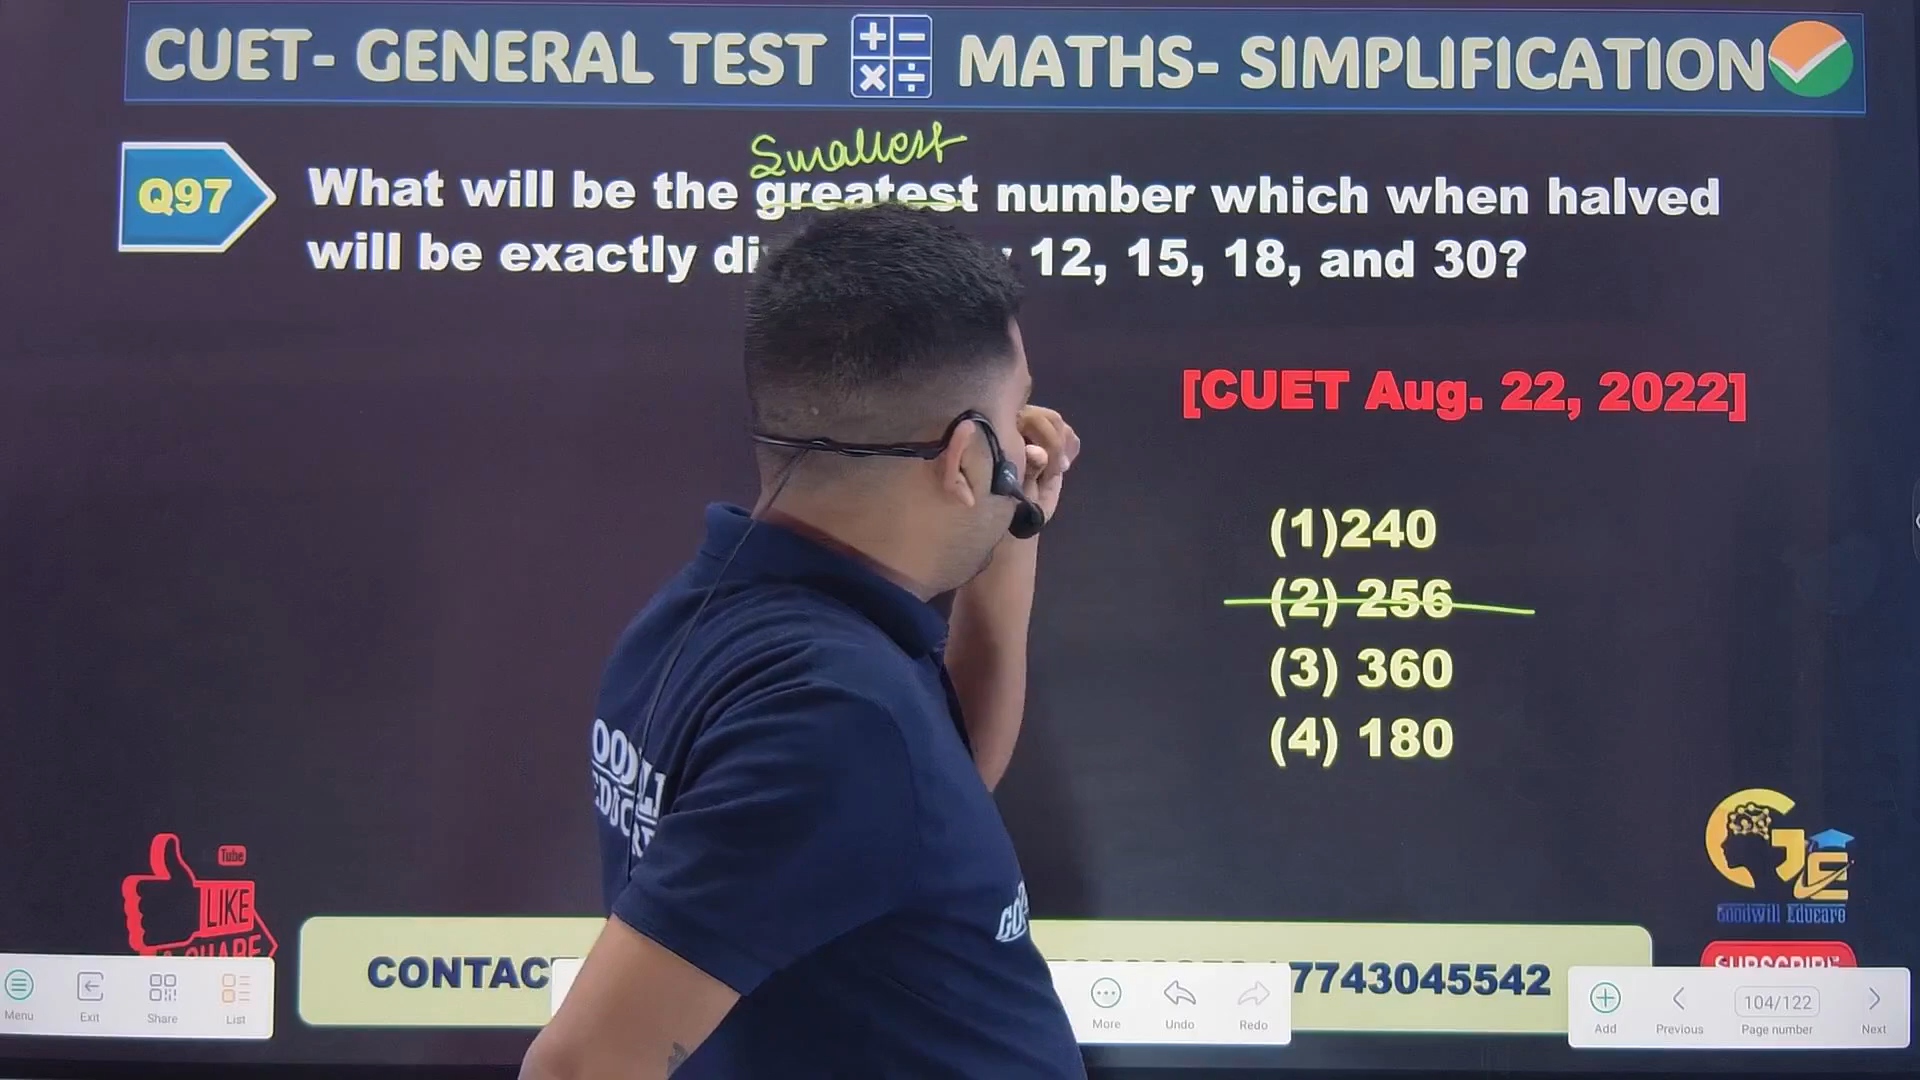 CUET- GENERAL TEST MATHS- SIMPLIFICATION
Smallest
Q97 What will be the greatest number which when halved
will be exactly 12, 15, 18, and 30?
[CUET Aug. 22, 2022]
(1)240
(2) 256
(3) 360
(4) 180
Tube
LIKE
Goodwill Educare
SUBSCRIBE
CONTAC 7743045542
Menu Exit Share List More Undo Redo Add Previous 104/122 Page number Next